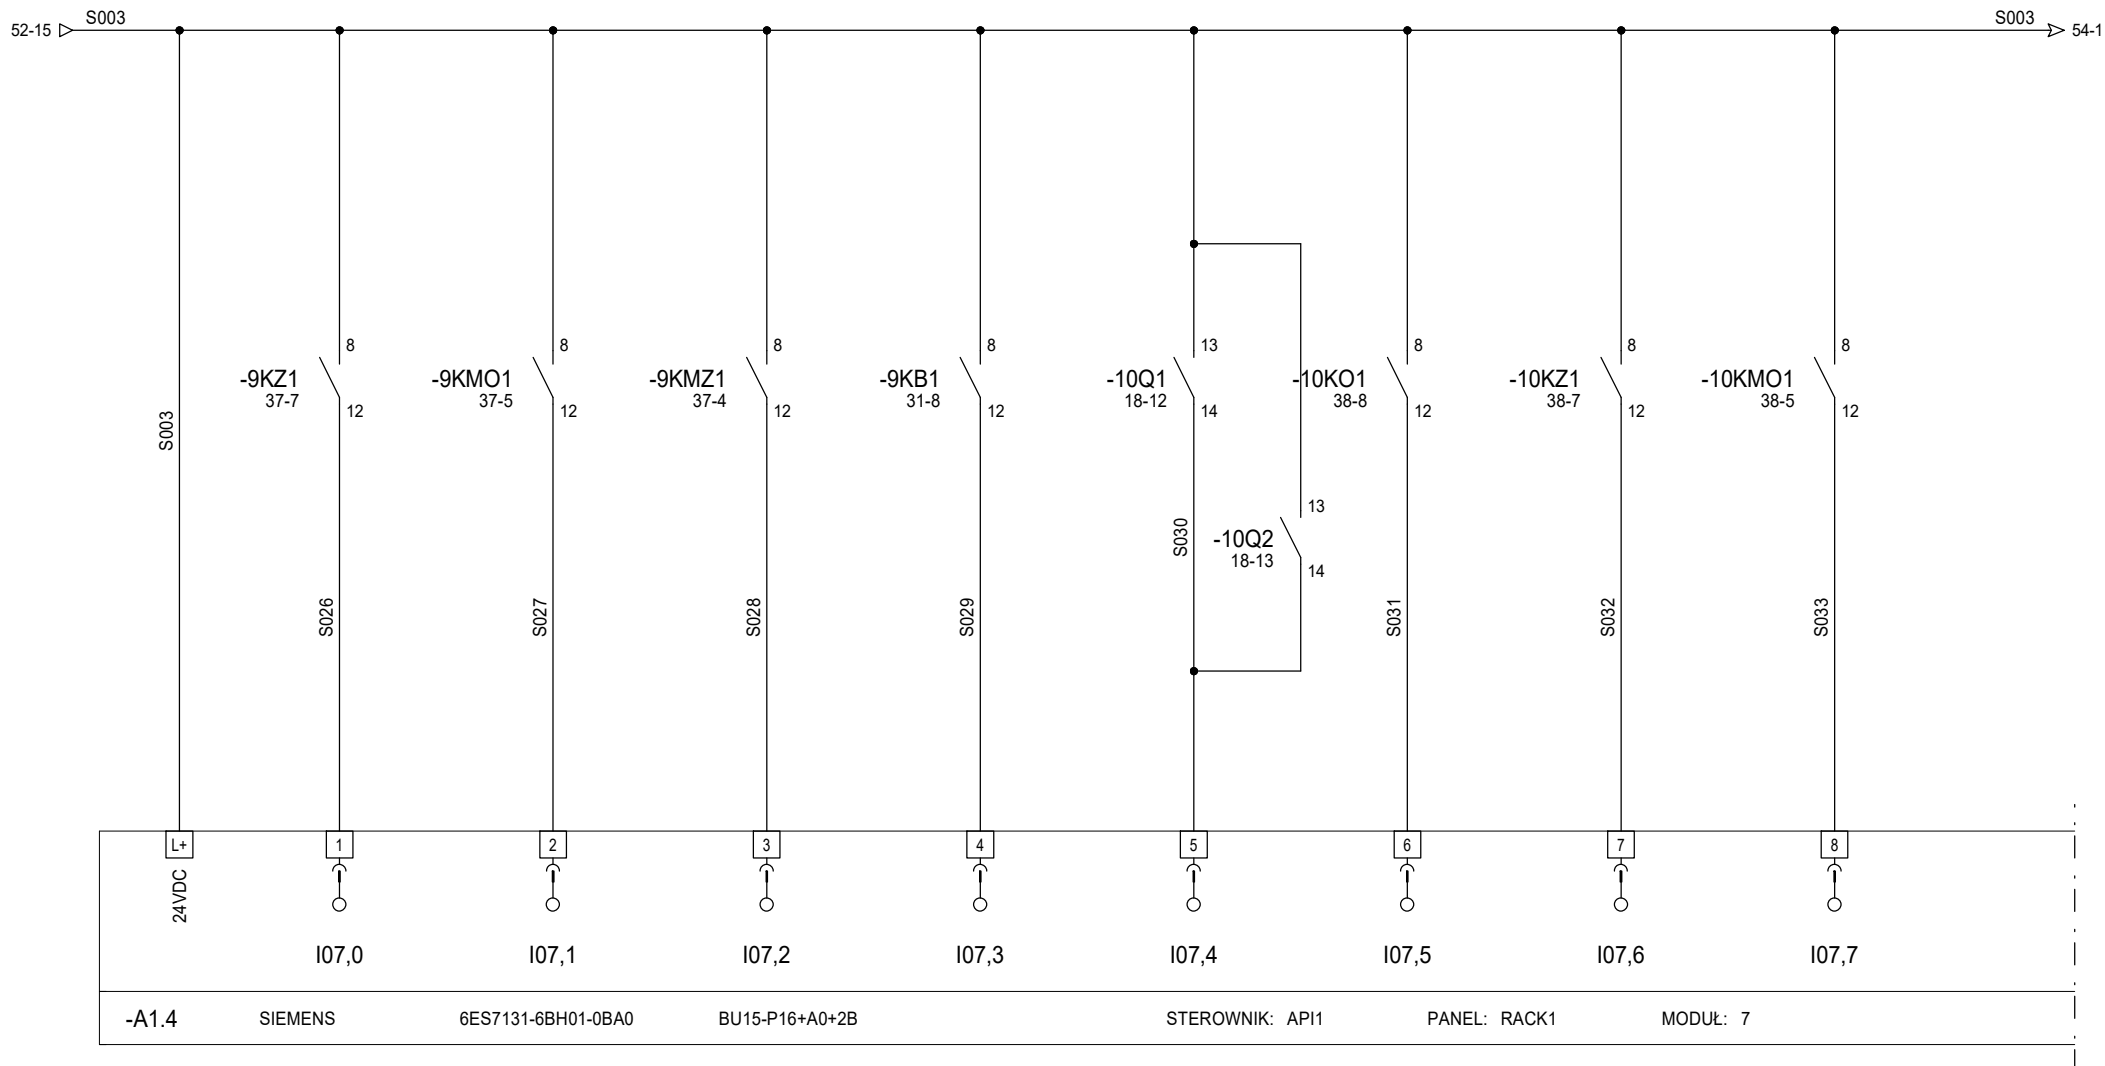 S003 S003
52-15 54-1
8 8 8 8 13 8 8 8
-9KZ1 -9KMO1 -9KMZ1 -9KB1 -10Q1 -10KO1 -10KZ1 -10KMO1
37-7 37-5 37-4 31-8 18-12 38-8 38-7 38-5
12 12 12 12 14 12 12 12
S003
13
-10Q2
18-13
14
S030
S026 S027 S028 S029 S031 S032 S033
L+ 1 2 3 4 5 6 7 8
24VDC
I07,0 I07,1 I07,2 I07,3 I07,4 I07,5 I07,6 I07,7
-A1.4 SIEMENS 6ES7131-6BH01-0BA0 BU15-P16+A0+2B STEROWNIK: API1 PANEL: RACK1 MODUŁ: 7